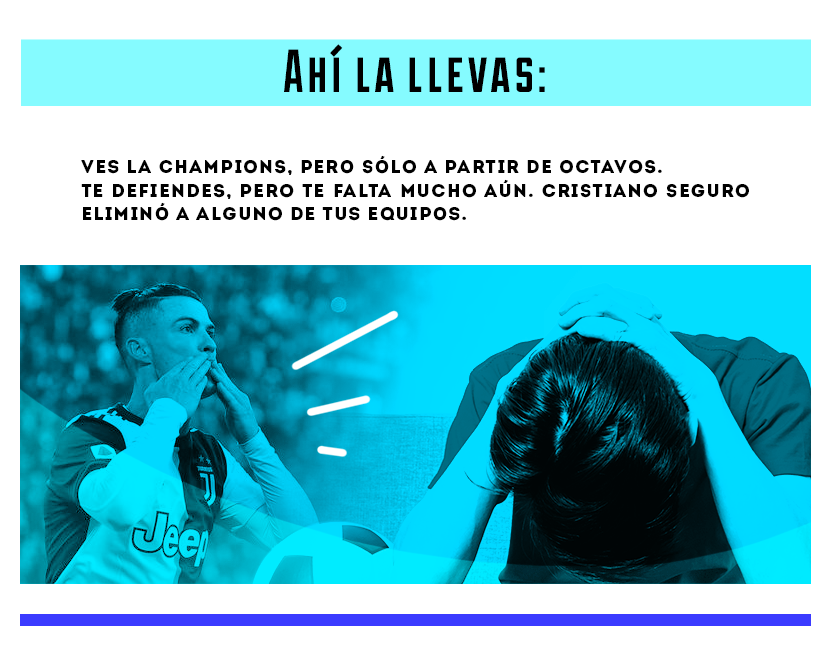 AHÍ LA LLEVAS:
VES LA CHAMPIONS, PERO SÓLO A PARTIR DE OCTAVOS.
TE DEFIENDES, PERO TE FALTA MUCHO AÚN. CRISTIANO SEGURO
ELIMINÓ A ALGUNO DE TUS EQUIPOS.
Jeep